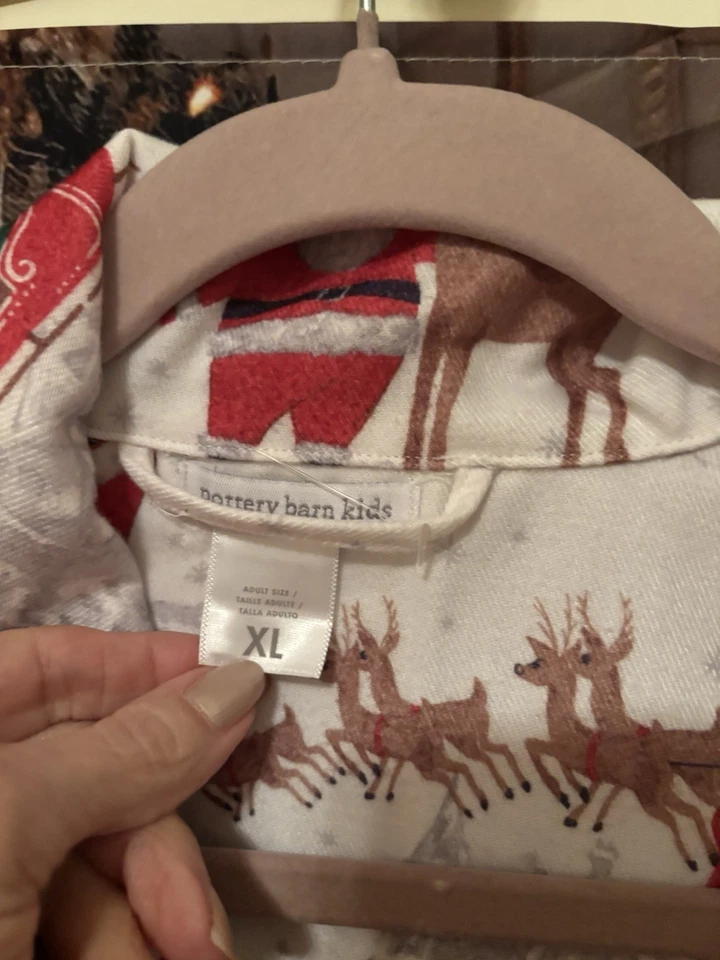 pottery barn kids
ADULT SIZE /
TAILLE ADULTE /
TALLA ADULTO
XL